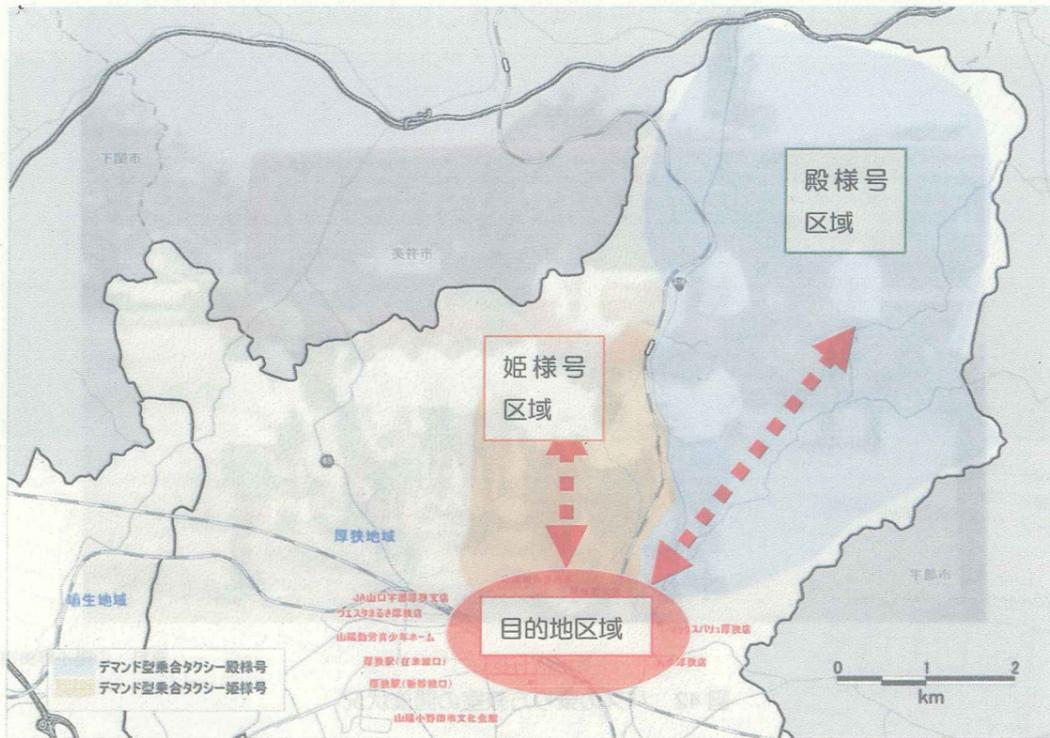 下関市
美祢市
殿様号
区域
姫様号
区域
厚狭地域
埴生地域
宇部市
JA山口宇部厚狭支店
ウエスタまるき厚狭店
山陽勤労青少年ホーム
厚狭駅(在来線口)
厚狭駅(新幹線口)
山陽小野田市文化会館
目的地区域
厚狭店
厚狭店
デマンド型乗合タクシー殿様号
デマンド型乗合タクシー姫様号
0 1 2
km